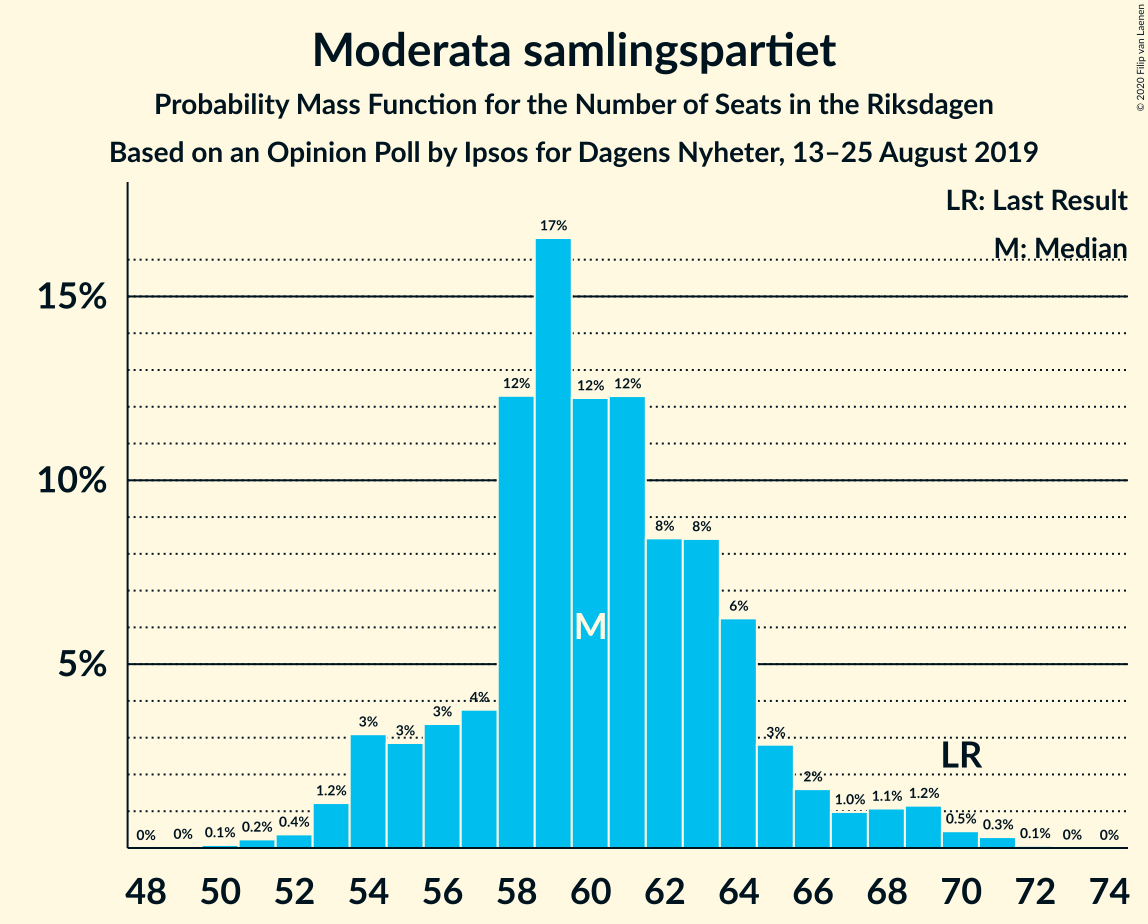 Moderata samlingspartiet
Probability Mass Function for the Number of Seats in the Riksdagen
Based on an Opinion Poll by Ipsos for Dagens Nyheter, 13–25 August 2019
© 2020 Filip van Laenen
LR: Last Result
M: Median
15%
10%
5%
0% 0% 0.1% 0.2% 0.4% 1.2% 3% 3% 3% 4% 12% 17% 12% 12% 8% 8% 6% 3% 2% 1.0% 1.1% 1.2% 0.5% 0.3% 0.1% 0% 0%
M
LR
48 50 52 54 56 58 60 62 64 66 68 70 72 74